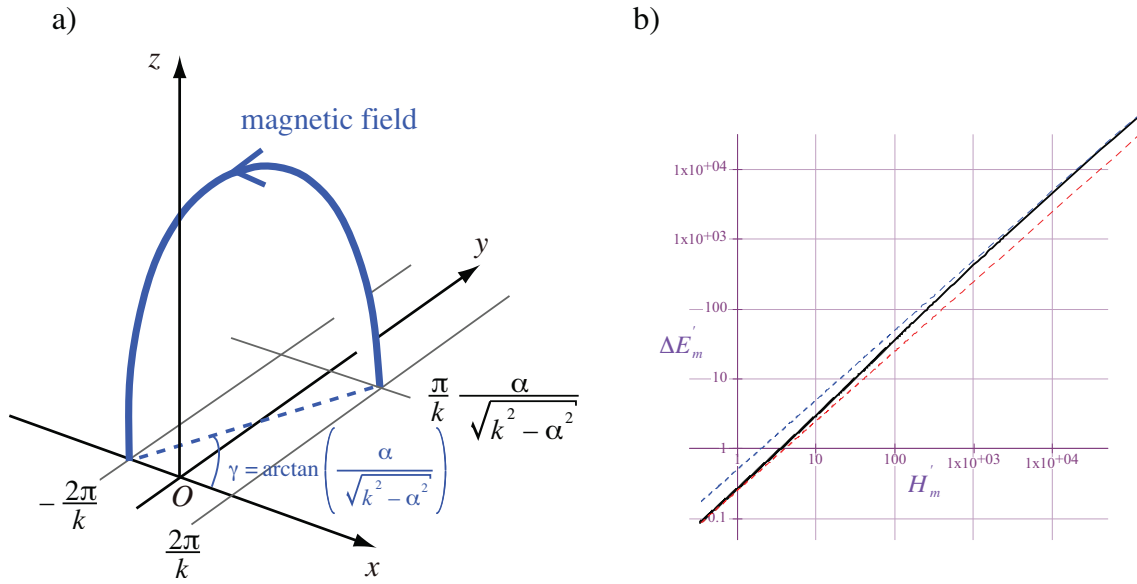 a)
z
magnetic field
y
π/k α/√(k² − α²)
γ = arctan ( α/√(k² − α²) )
O
− 2π/k
2π/k
x
b)
1x10⁺⁰⁴
1x10⁺⁰³
100
ΔE'ₘ
10
1
1 10 100 1x10⁺⁰³ 1x10⁺⁰⁴
H'ₘ
0.1